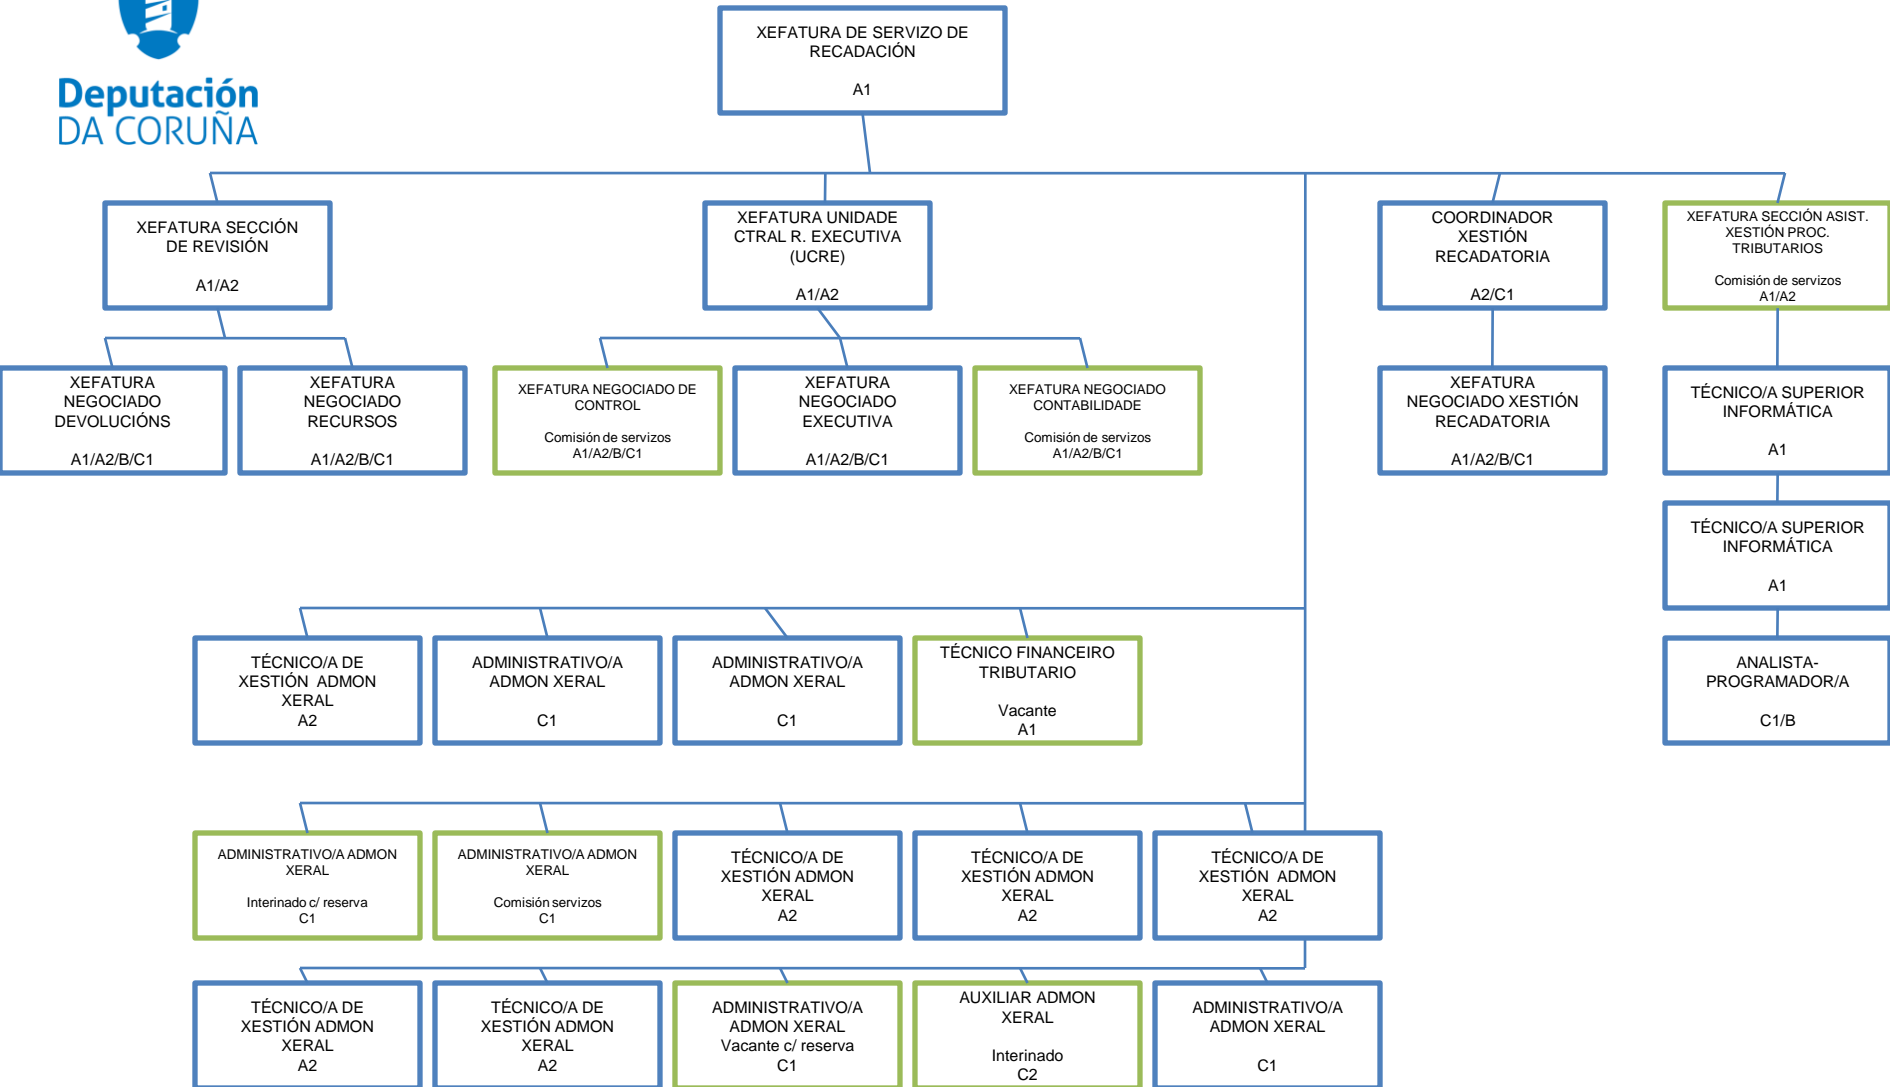 Deputación
DA CORUÑA
XEFATURA DE SERVIZO DE
RECADACIÓN
A1
XEFATURA SECCIÓN
DE REVISIÓN
A1/A2
XEFATURA UNIDADE
CTRAL R. EXECUTIVA
(UCRE)
A1/A2
COORDINADOR
XESTIÓN
RECADATORIA
A2/C1
XEFATURA SECCIÓN ASIST.
XESTIÓN PROC.
TRIBUTARIOS
Comisión de servizos
A1/A2
XEFATURA
NEGOCIADO
DEVOLUCIÓNS
A1/A2/B/C1
XEFATURA
NEGOCIADO
RECURSOS
A1/A2/B/C1
XEFATURA NEGOCIADO DE
CONTROL
Comisión de servizos
A1/A2/B/C1
XEFATURA
NEGOCIADO
EXECUTIVA
A1/A2/B/C1
XEFATURA NEGOCIADO
CONTABILIDADE
Comisión de servizos
A1/A2/B/C1
XEFATURA
NEGOCIADO XESTIÓN
RECADATORIA
A1/A2/B/C1
TÉCNICO/A SUPERIOR
INFORMÁTICA
A1
TÉCNICO/A SUPERIOR
INFORMÁTICA
A1
TÉCNICO/A DE
XESTIÓN ADMON
XERAL
A2
ADMINISTRATIVO/A
ADMON XERAL
C1
ADMINISTRATIVO/A
ADMON XERAL
C1
TÉCNICO FINANCEIRO
TRIBUTARIO
Vacante
A1
ANALISTA-
PROGRAMADOR/A
C1/B
ADMINISTRATIVO/A ADMON
XERAL
Interinado c/ reserva
C1
ADMINISTRATIVO/A ADMON
XERAL
Comisión servizos
C1
TÉCNICO/A DE
XESTIÓN ADMON
XERAL
A2
TÉCNICO/A DE
XESTIÓN ADMON
XERAL
A2
TÉCNICO/A DE
XESTIÓN ADMON
XERAL
A2
TÉCNICO/A DE
XESTIÓN ADMON
XERAL
A2
TÉCNICO/A DE
XESTIÓN ADMON
XERAL
A2
ADMINISTRATIVO/A
ADMON XERAL
Vacante c/ reserva
C1
AUXILIAR ADMON
XERAL
Interinado
C2
ADMINISTRATIVO/A
ADMON XERAL
C1